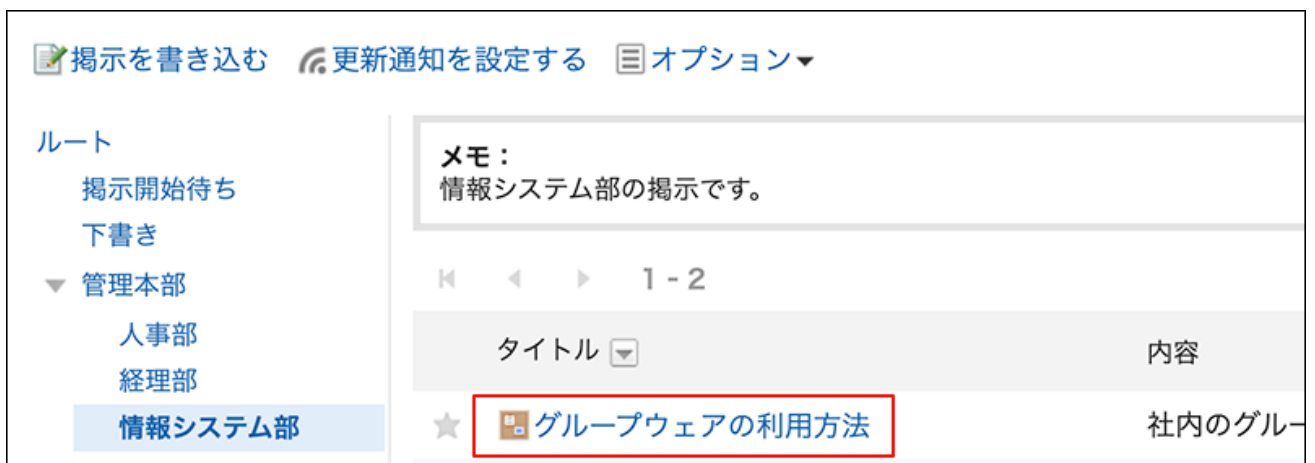 掲示を書き込む 更新通知を設定する オプション
ルート
掲示開始待ち
下書き
管理本部
人事部
経理部
情報システム部
メモ：
情報システム部の掲示です。
1 - 2
タイトル 内容
グループウェアの利用方法 社内のグルー